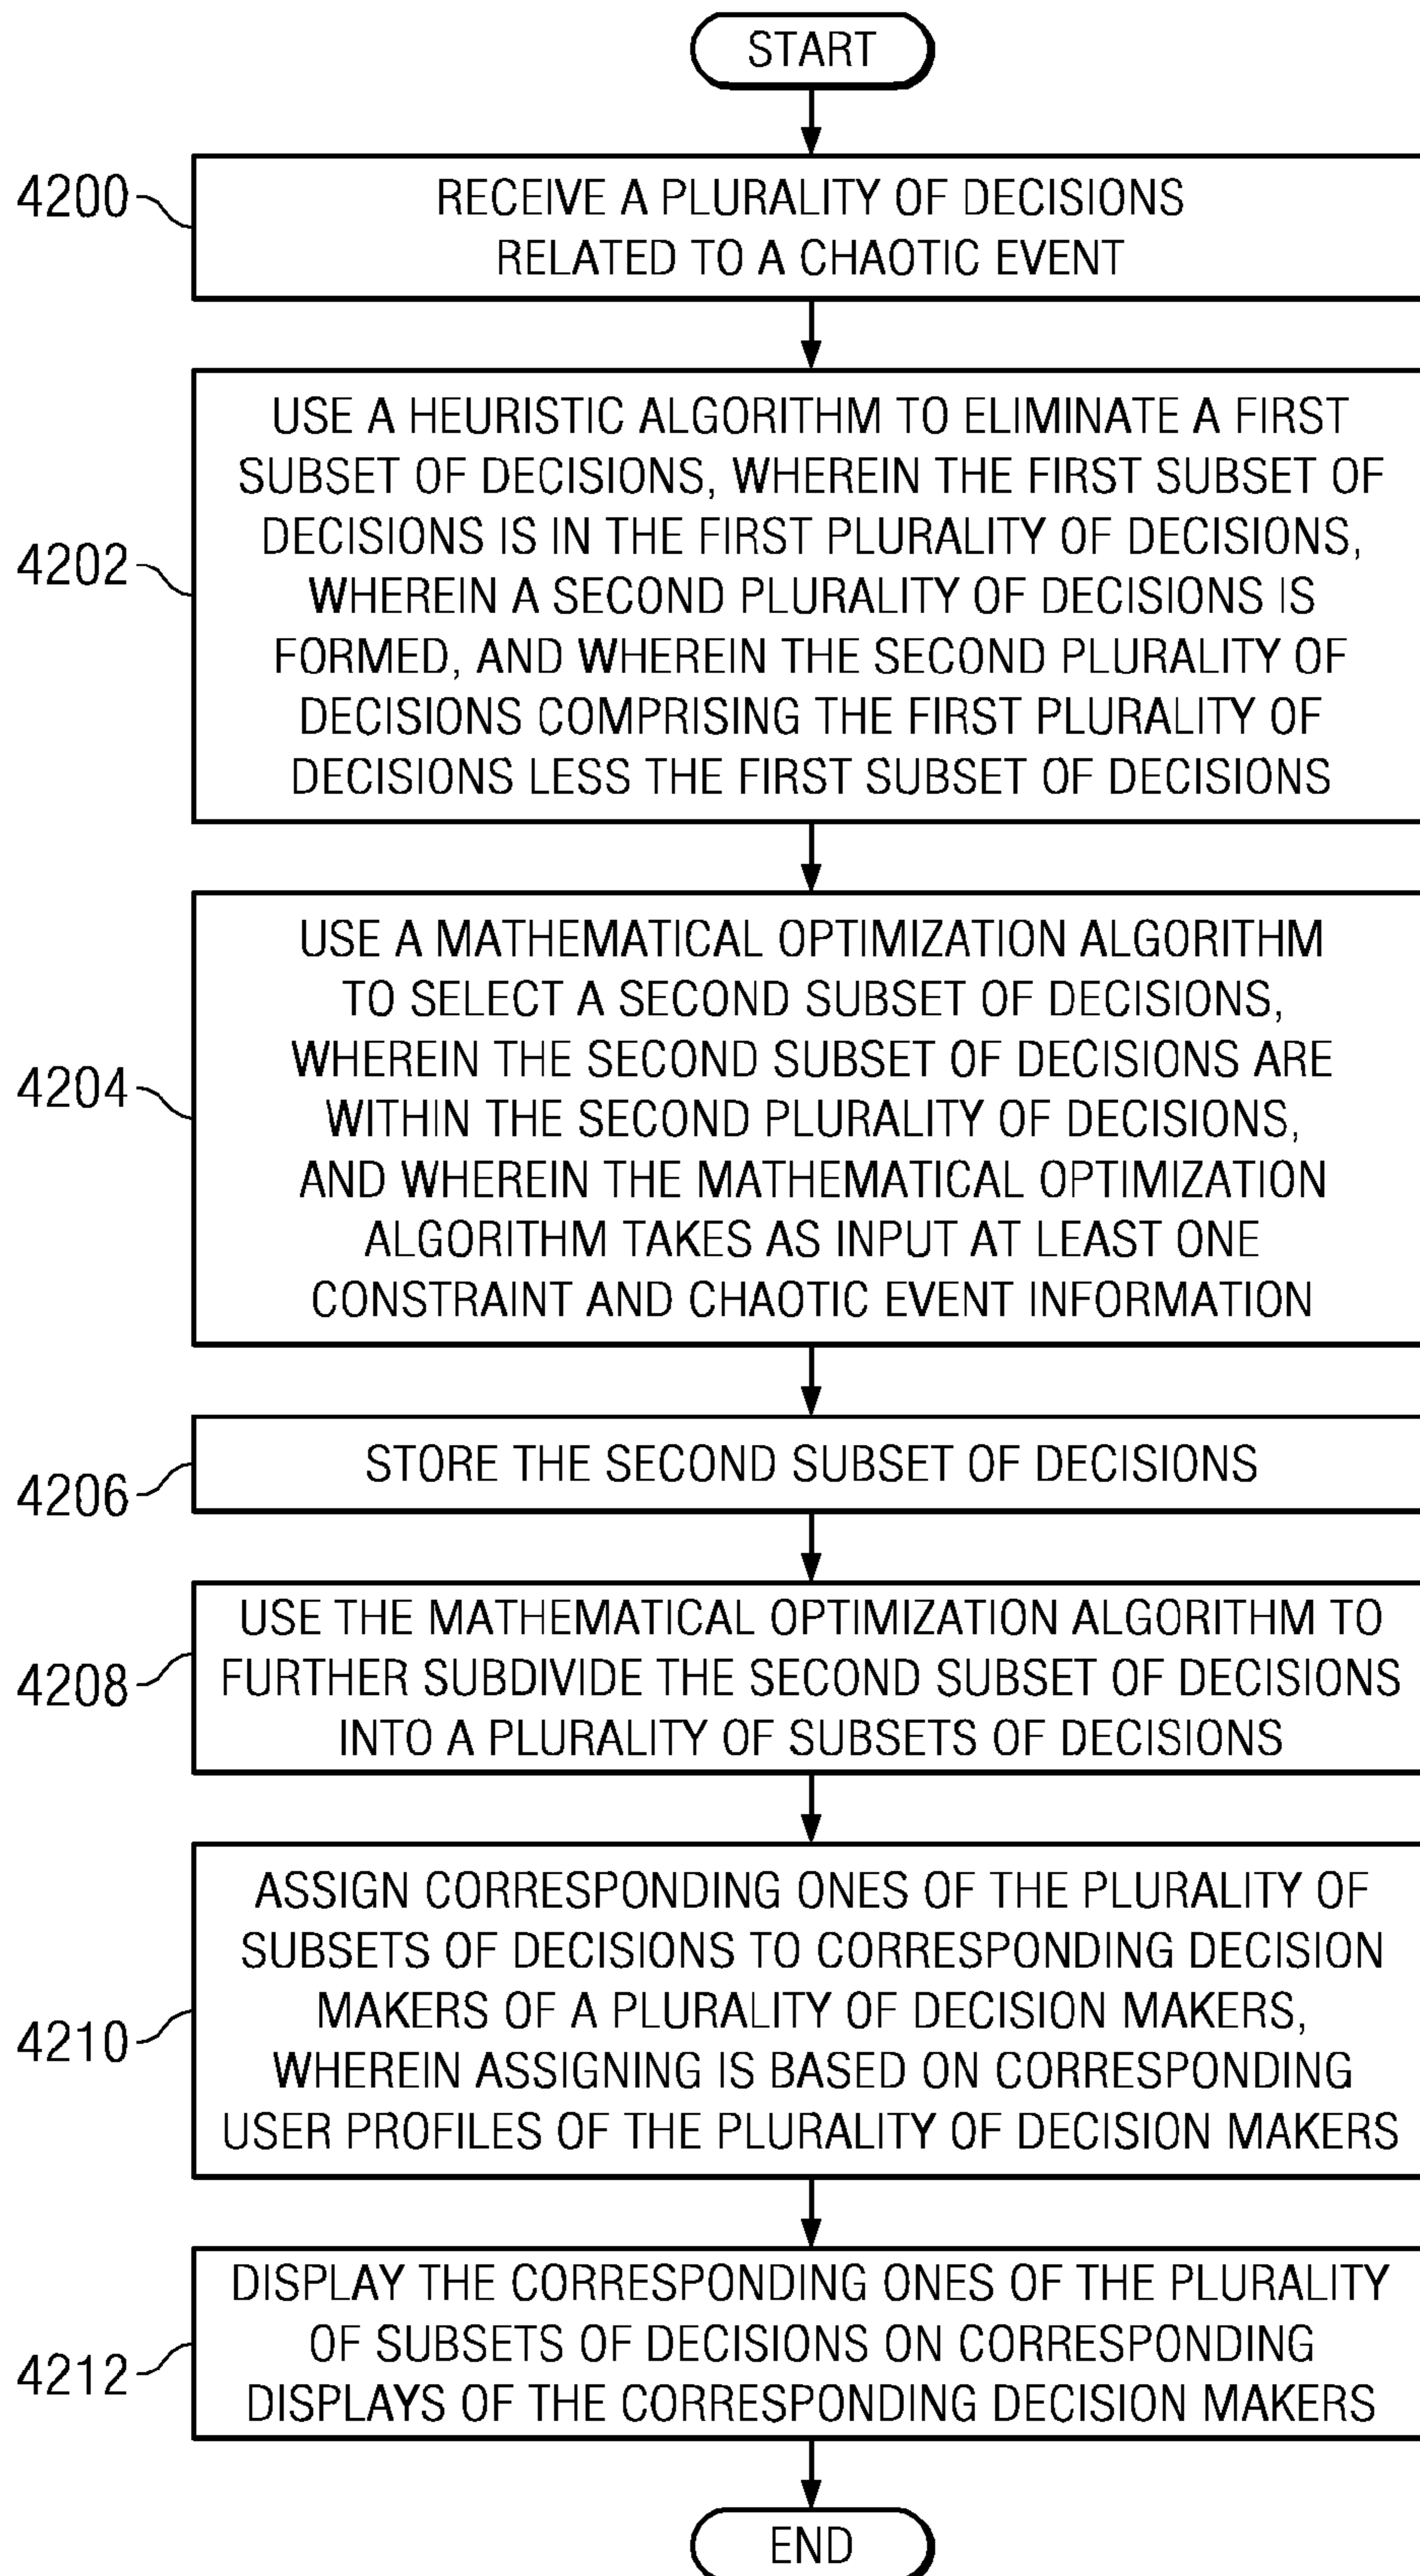 START
4200
RECEIVE A PLURALITY OF DECISIONS
RELATED TO A CHAOTIC EVENT
4202
USE A HEURISTIC ALGORITHM TO ELIMINATE A FIRST
SUBSET OF DECISIONS, WHEREIN THE FIRST SUBSET OF
DECISIONS IS IN THE FIRST PLURALITY OF DECISIONS,
WHEREIN A SECOND PLURALITY OF DECISIONS IS
FORMED, AND WHEREIN THE SECOND PLURALITY OF
DECISIONS COMPRISING THE FIRST PLURALITY OF
DECISIONS LESS THE FIRST SUBSET OF DECISIONS
4204
USE A MATHEMATICAL OPTIMIZATION ALGORITHM
TO SELECT A SECOND SUBSET OF DECISIONS,
WHEREIN THE SECOND SUBSET OF DECISIONS ARE
WITHIN THE SECOND PLURALITY OF DECISIONS,
AND WHEREIN THE MATHEMATICAL OPTIMIZATION
ALGORITHM TAKES AS INPUT AT LEAST ONE
CONSTRAINT AND CHAOTIC EVENT INFORMATION
4206
STORE THE SECOND SUBSET OF DECISIONS
4208
USE THE MATHEMATICAL OPTIMIZATION ALGORITHM TO
FURTHER SUBDIVIDE THE SECOND SUBSET OF DECISIONS
INTO A PLURALITY OF SUBSETS OF DECISIONS
4210
ASSIGN CORRESPONDING ONES OF THE PLURALITY OF
SUBSETS OF DECISIONS TO CORRESPONDING DECISION
MAKERS OF A PLURALITY OF DECISION MAKERS,
WHEREIN ASSIGNING IS BASED ON CORRESPONDING
USER PROFILES OF THE PLURALITY OF DECISION MAKERS
4212
DISPLAY THE CORRESPONDING ONES OF THE PLURALITY
OF SUBSETS OF DECISIONS ON CORRESPONDING
DISPLAYS OF THE CORRESPONDING DECISION MAKERS
END